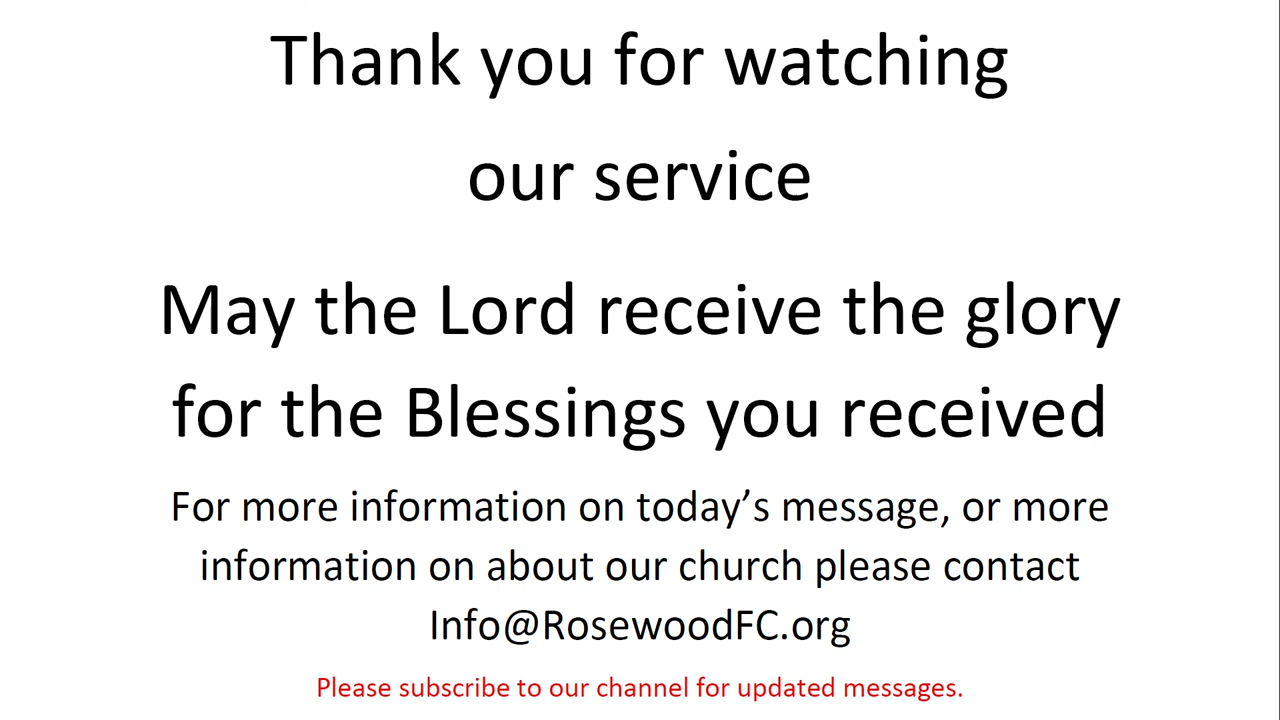 Thank you for watching
our service
May the Lord receive the glory
for the Blessings you received
For more information on today’s message, or more
information on about our church please contact
Info@RosewoodFC.org
Please subscribe to our channel for updated messages.